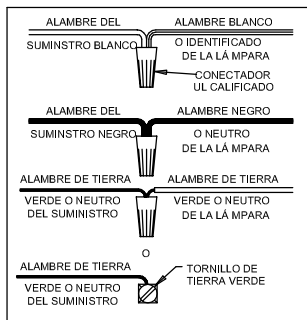 ALAMBRE DEL ALAMBRE BLANCO
SUMINSTRO BLANCO O IDENTIFICADO
DE LA LÁ MPARA
CONECTADOR
UL CALIFICADO
ALAMBRE DEL ALAMBRE NEGRO
SUMINSTRO NEGRO O NEUTRO
DE LA LÁ MPARA
ALAMBRE DE TIERRA ALAMBRE DE TIERRA
VERDE O NEUTRO VERDE O NEUTRO
DEL SUMINISTRO DE LA LÁ MPARA
O
ALAMBRE DE TIERRA TORNILLO DE
TIERRA VERDE
VERDE O NEUTRO
DEL SUMINISTRO